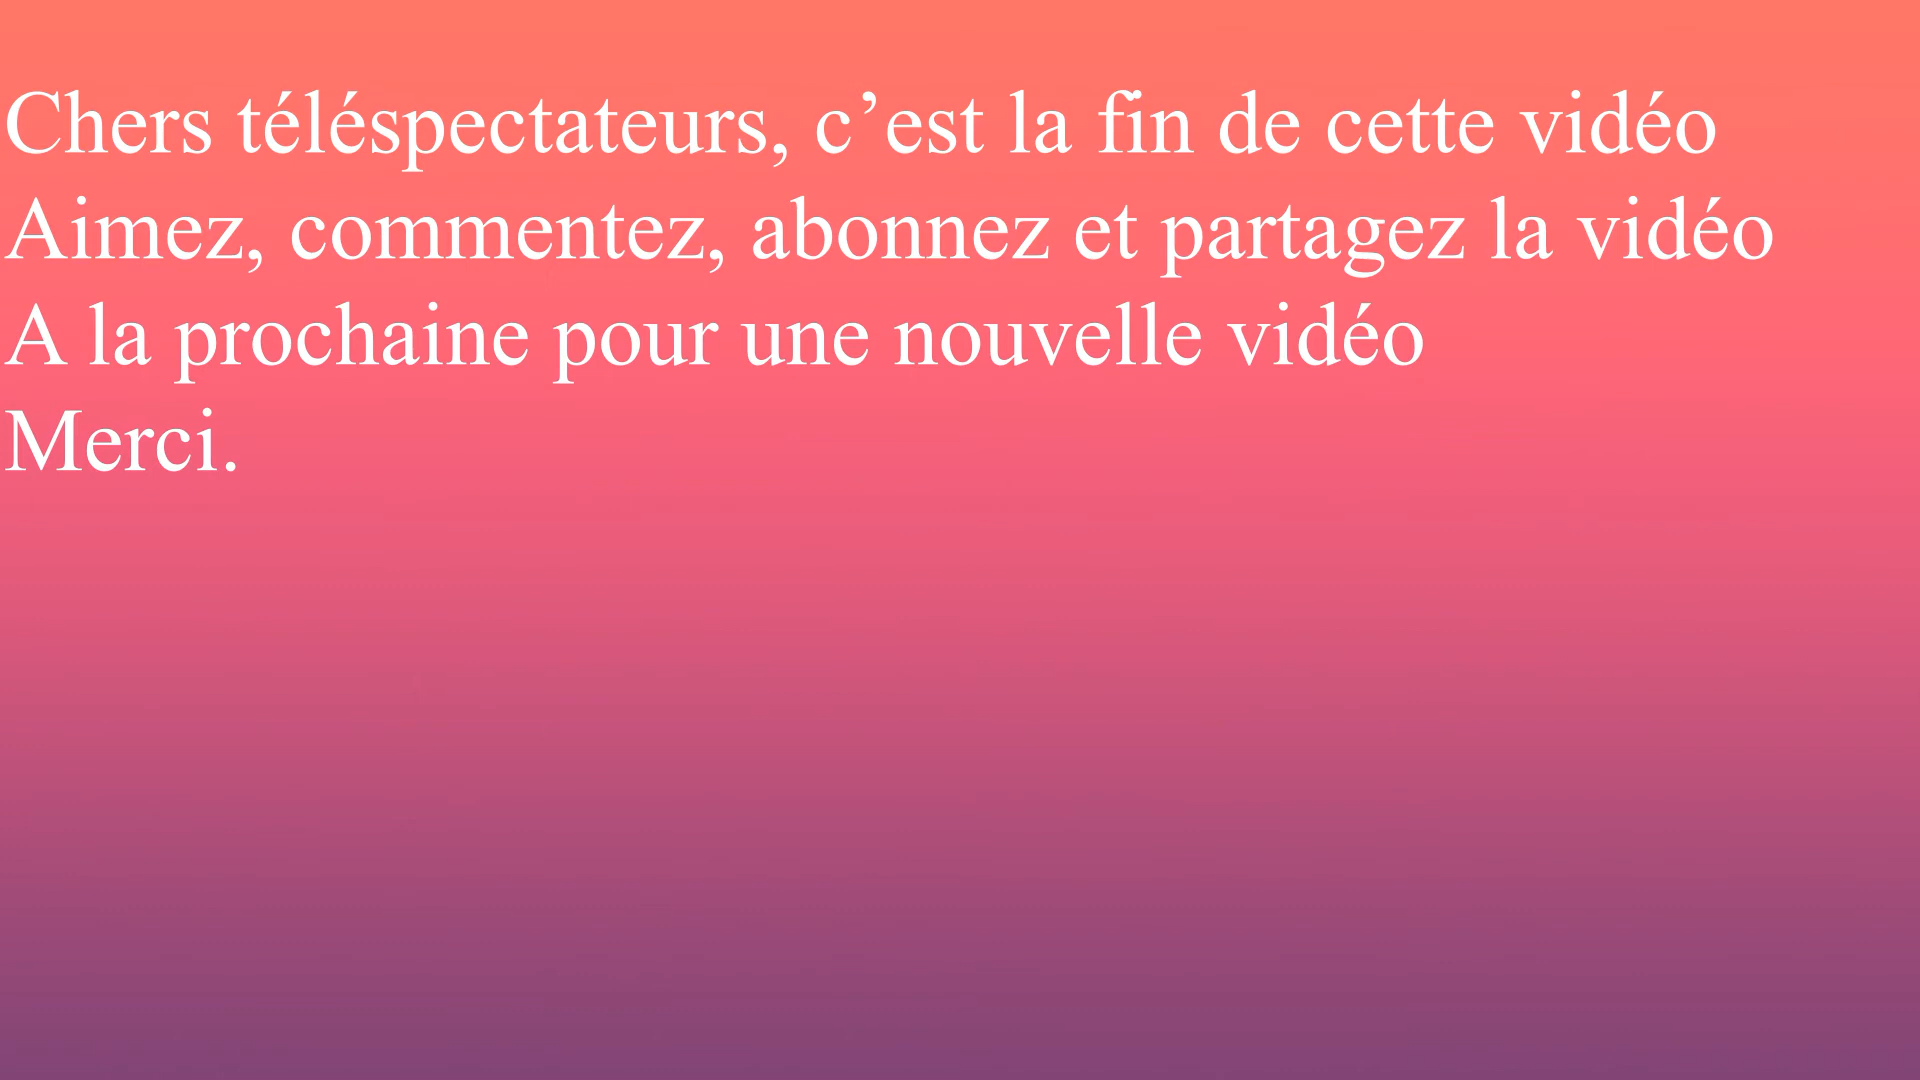 Chers téléspectateurs, c’est la fin de cette vidéo
Aimez, commentez, abonnez et partagez la vidéo
A la prochaine pour une nouvelle vidéo
Merci.